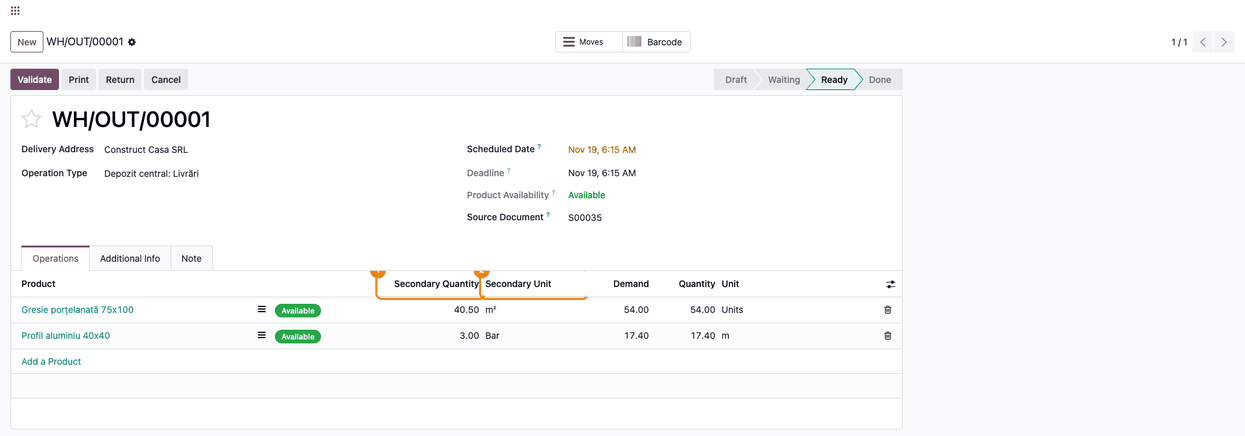 New WH/OUT/00001 Moves Barcode 1 / 1
Validate Print Return Cancel Draft Waiting Ready Done
WH/OUT/00001
Delivery Address Construct Casa SRL Scheduled Date ? Nov 19, 6:15 AM
Operation Type Depozit central: Livrări Deadline ? Nov 19, 6:15 AM
Product Availability ? Available
Source Document ? S00035
Operations Additional Info Note
Product Secondary Quantity Secondary Unit Demand Quantity Unit
Gresie porțelanată 75x100 Available 40.50 m² 54.00 54.00 Units
Profil aluminiu 40x40 Available 3.00 Bar 17.40 17.40 m
Add a Product